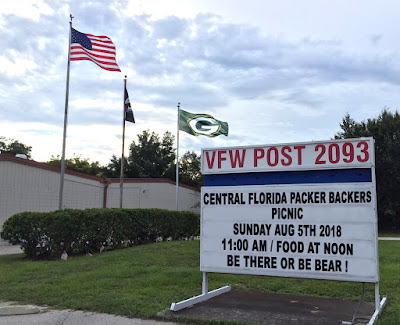 G
VFW POST 2093
CENTRAL FLORIDA PACKER BACKERS
PICNIC
SUNDAY AUG 5TH 2018
11:00 AM / FOOD AT NOON
BE THERE OR BE BEAR !